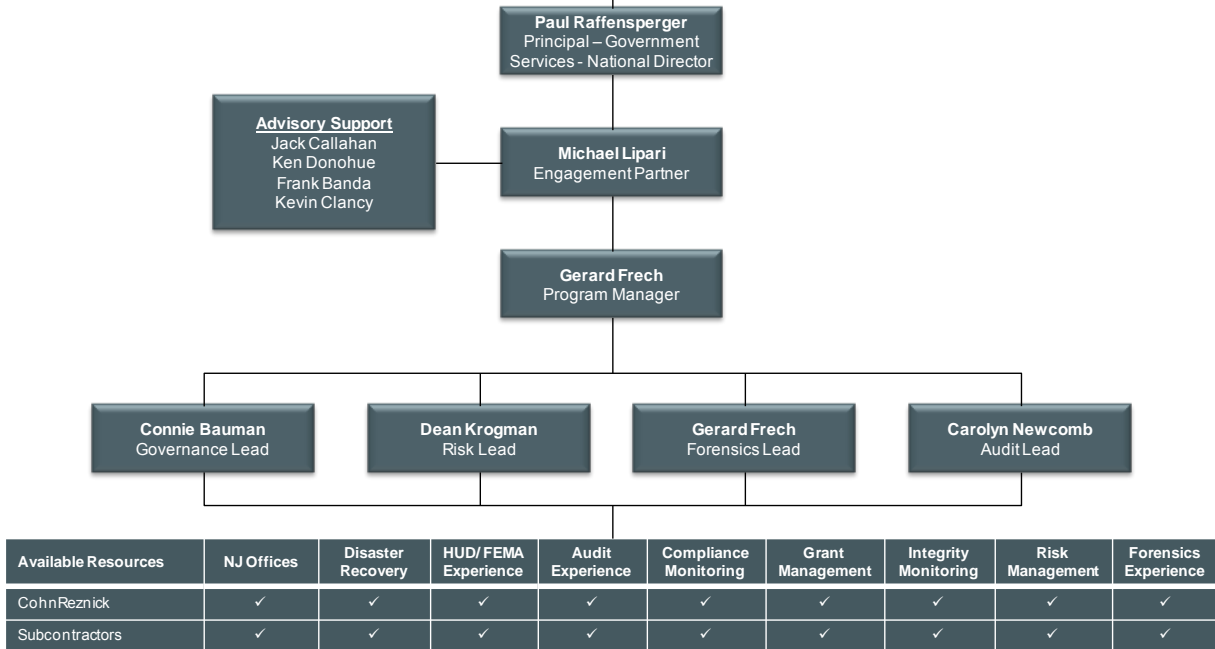 Paul Raffensperger
Principal – Government
Services - National Director
Advisory Support
Jack Callahan
Ken Donohue
Frank Banda
Kevin Clancy
Michael Lipari
Engagement Partner
Gerard Frech
Program Manager
Connie Bauman
Governance Lead
Dean Krogman
Risk Lead
Gerard Frech
Forensics Lead
Carolyn Newcomb
Audit Lead
Available Resources NJ Offices Disaster Recovery HUD/ FEMA Experience Audit Experience Compliance Monitoring Grant Management Integrity Monitoring Risk Management Forensics Experience
CohnReznick ✓ ✓ ✓ ✓ ✓ ✓ ✓ ✓ ✓
Subcontractors ✓ ✓ ✓ ✓ ✓ ✓ ✓ ✓ ✓